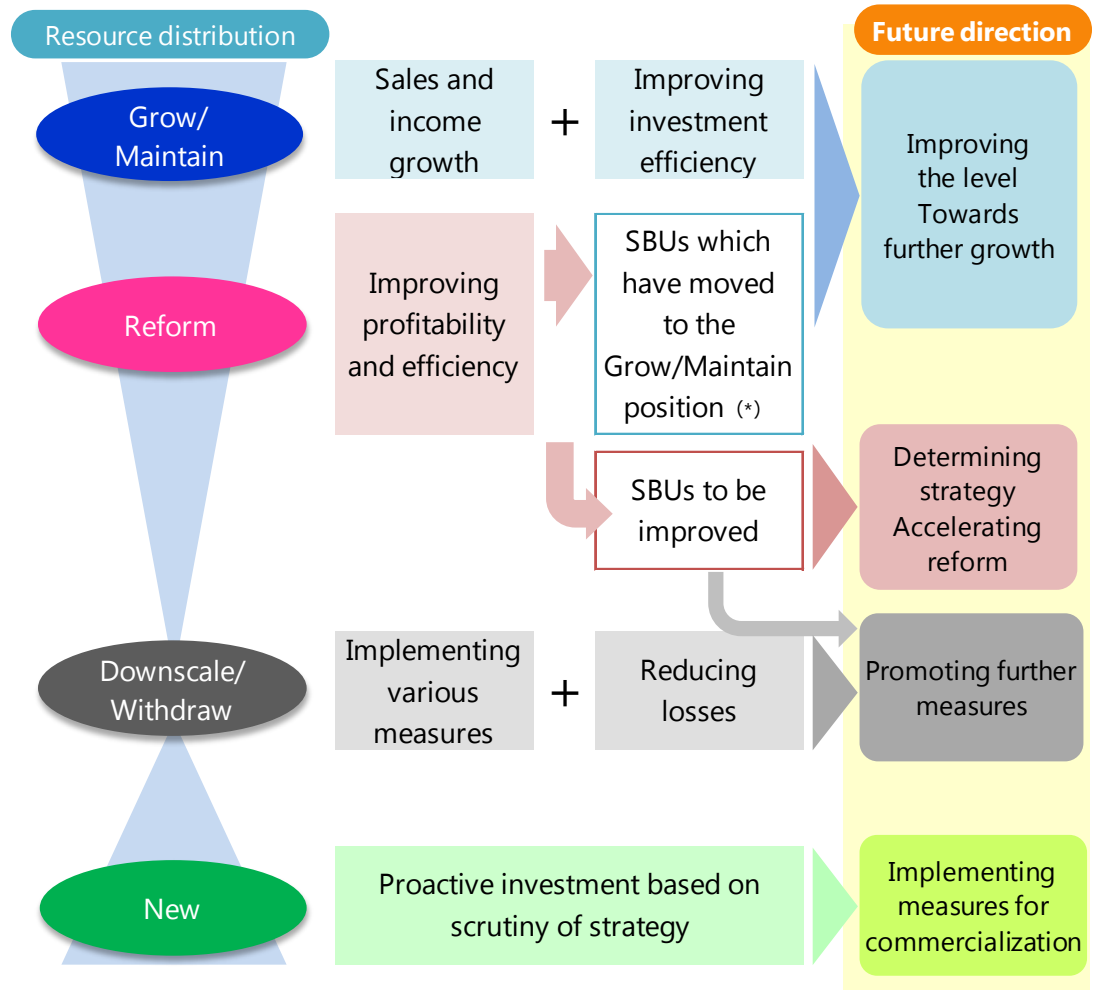 Resource distribution
Future direction
Grow/
Maintain
Sales and
income
growth
+
Improving
investment
efficiency
Improving
the level
Towards
further growth
Reform
Improving
profitability
and efficiency
SBUs which
have moved
to the
Grow/Maintain
position (*)
SBUs to be
improved
Determining
strategy
Accelerating
reform
Downscale/
Withdraw
Implementing
various
measures
+
Reducing
losses
Promoting further
measures
New
Proactive investment based on
scrutiny of strategy
Implementing
measures for
commercialization